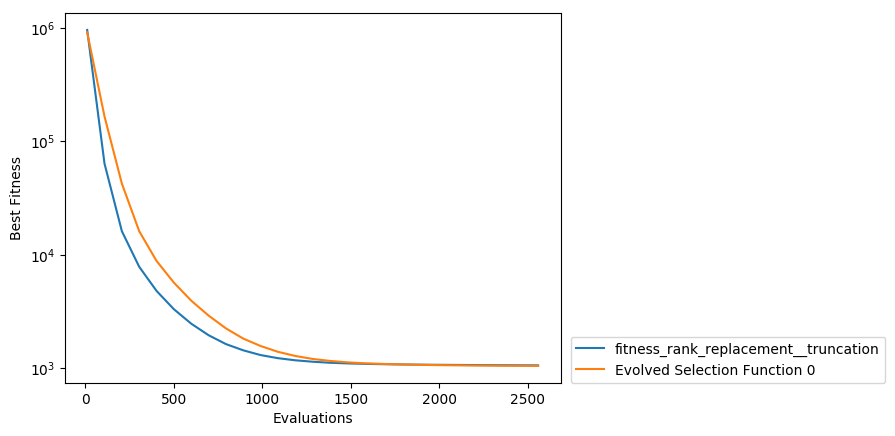 10^6
10^5
10^4
10^3
Best Fitness
0
500
1000
1500
2000
2500
Evaluations
fitness_rank_replacement__truncation
Evolved Selection Function 0